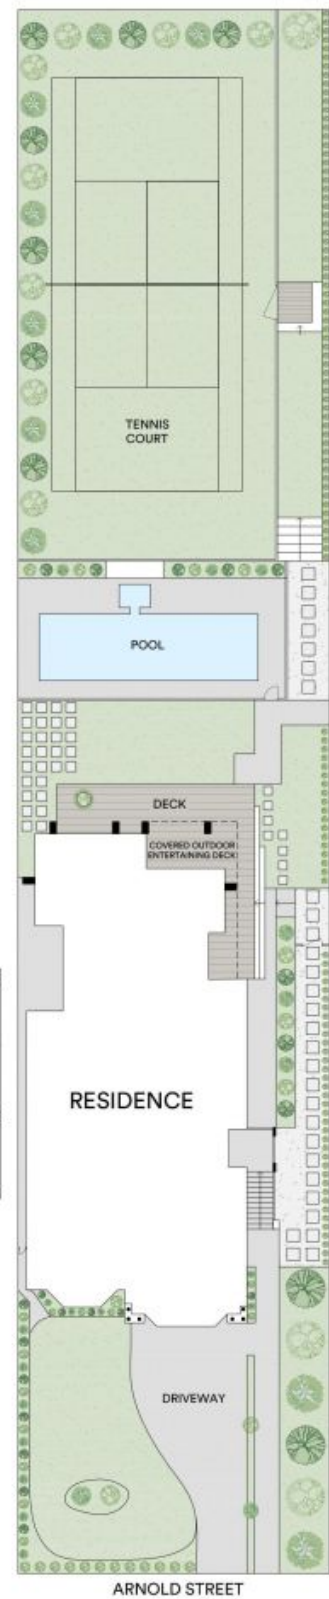 TENNIS
COURT
POOL
DECK
COVERED OUTDOOR
ENTERTAINING DECK
RESIDENCE
DRIVEWAY
ARNOLD STREET